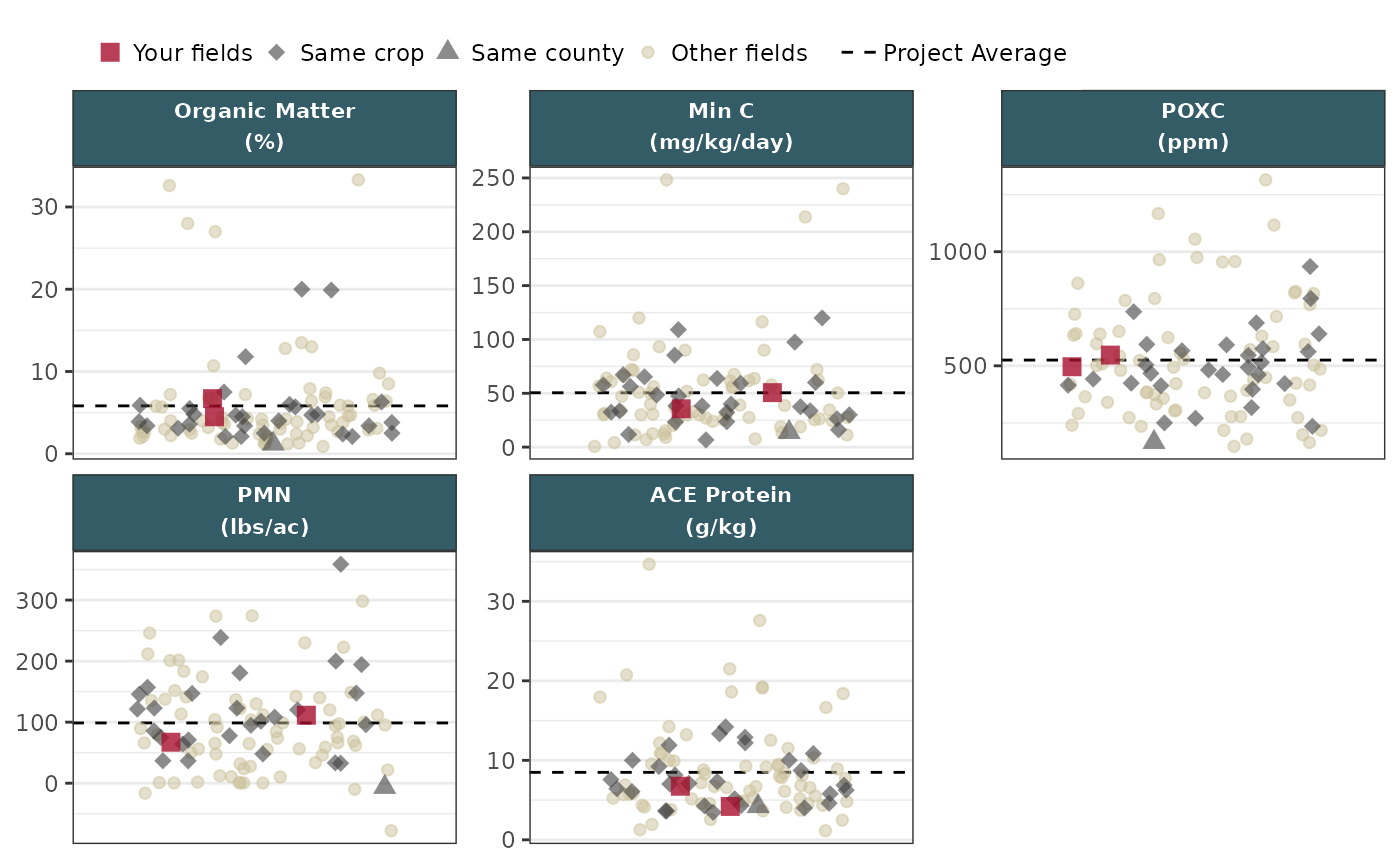 Your fields Same crop Same county Other fields Project Average
Organic Matter
(%)
Min C
(mg/kg/day)
POXC
(ppm)
30
20
10
0
250
200
150
100
50
0
1000
500
PMN
(lbs/ac)
ACE Protein
(g/kg)
300
200
100
0
30
20
10
0